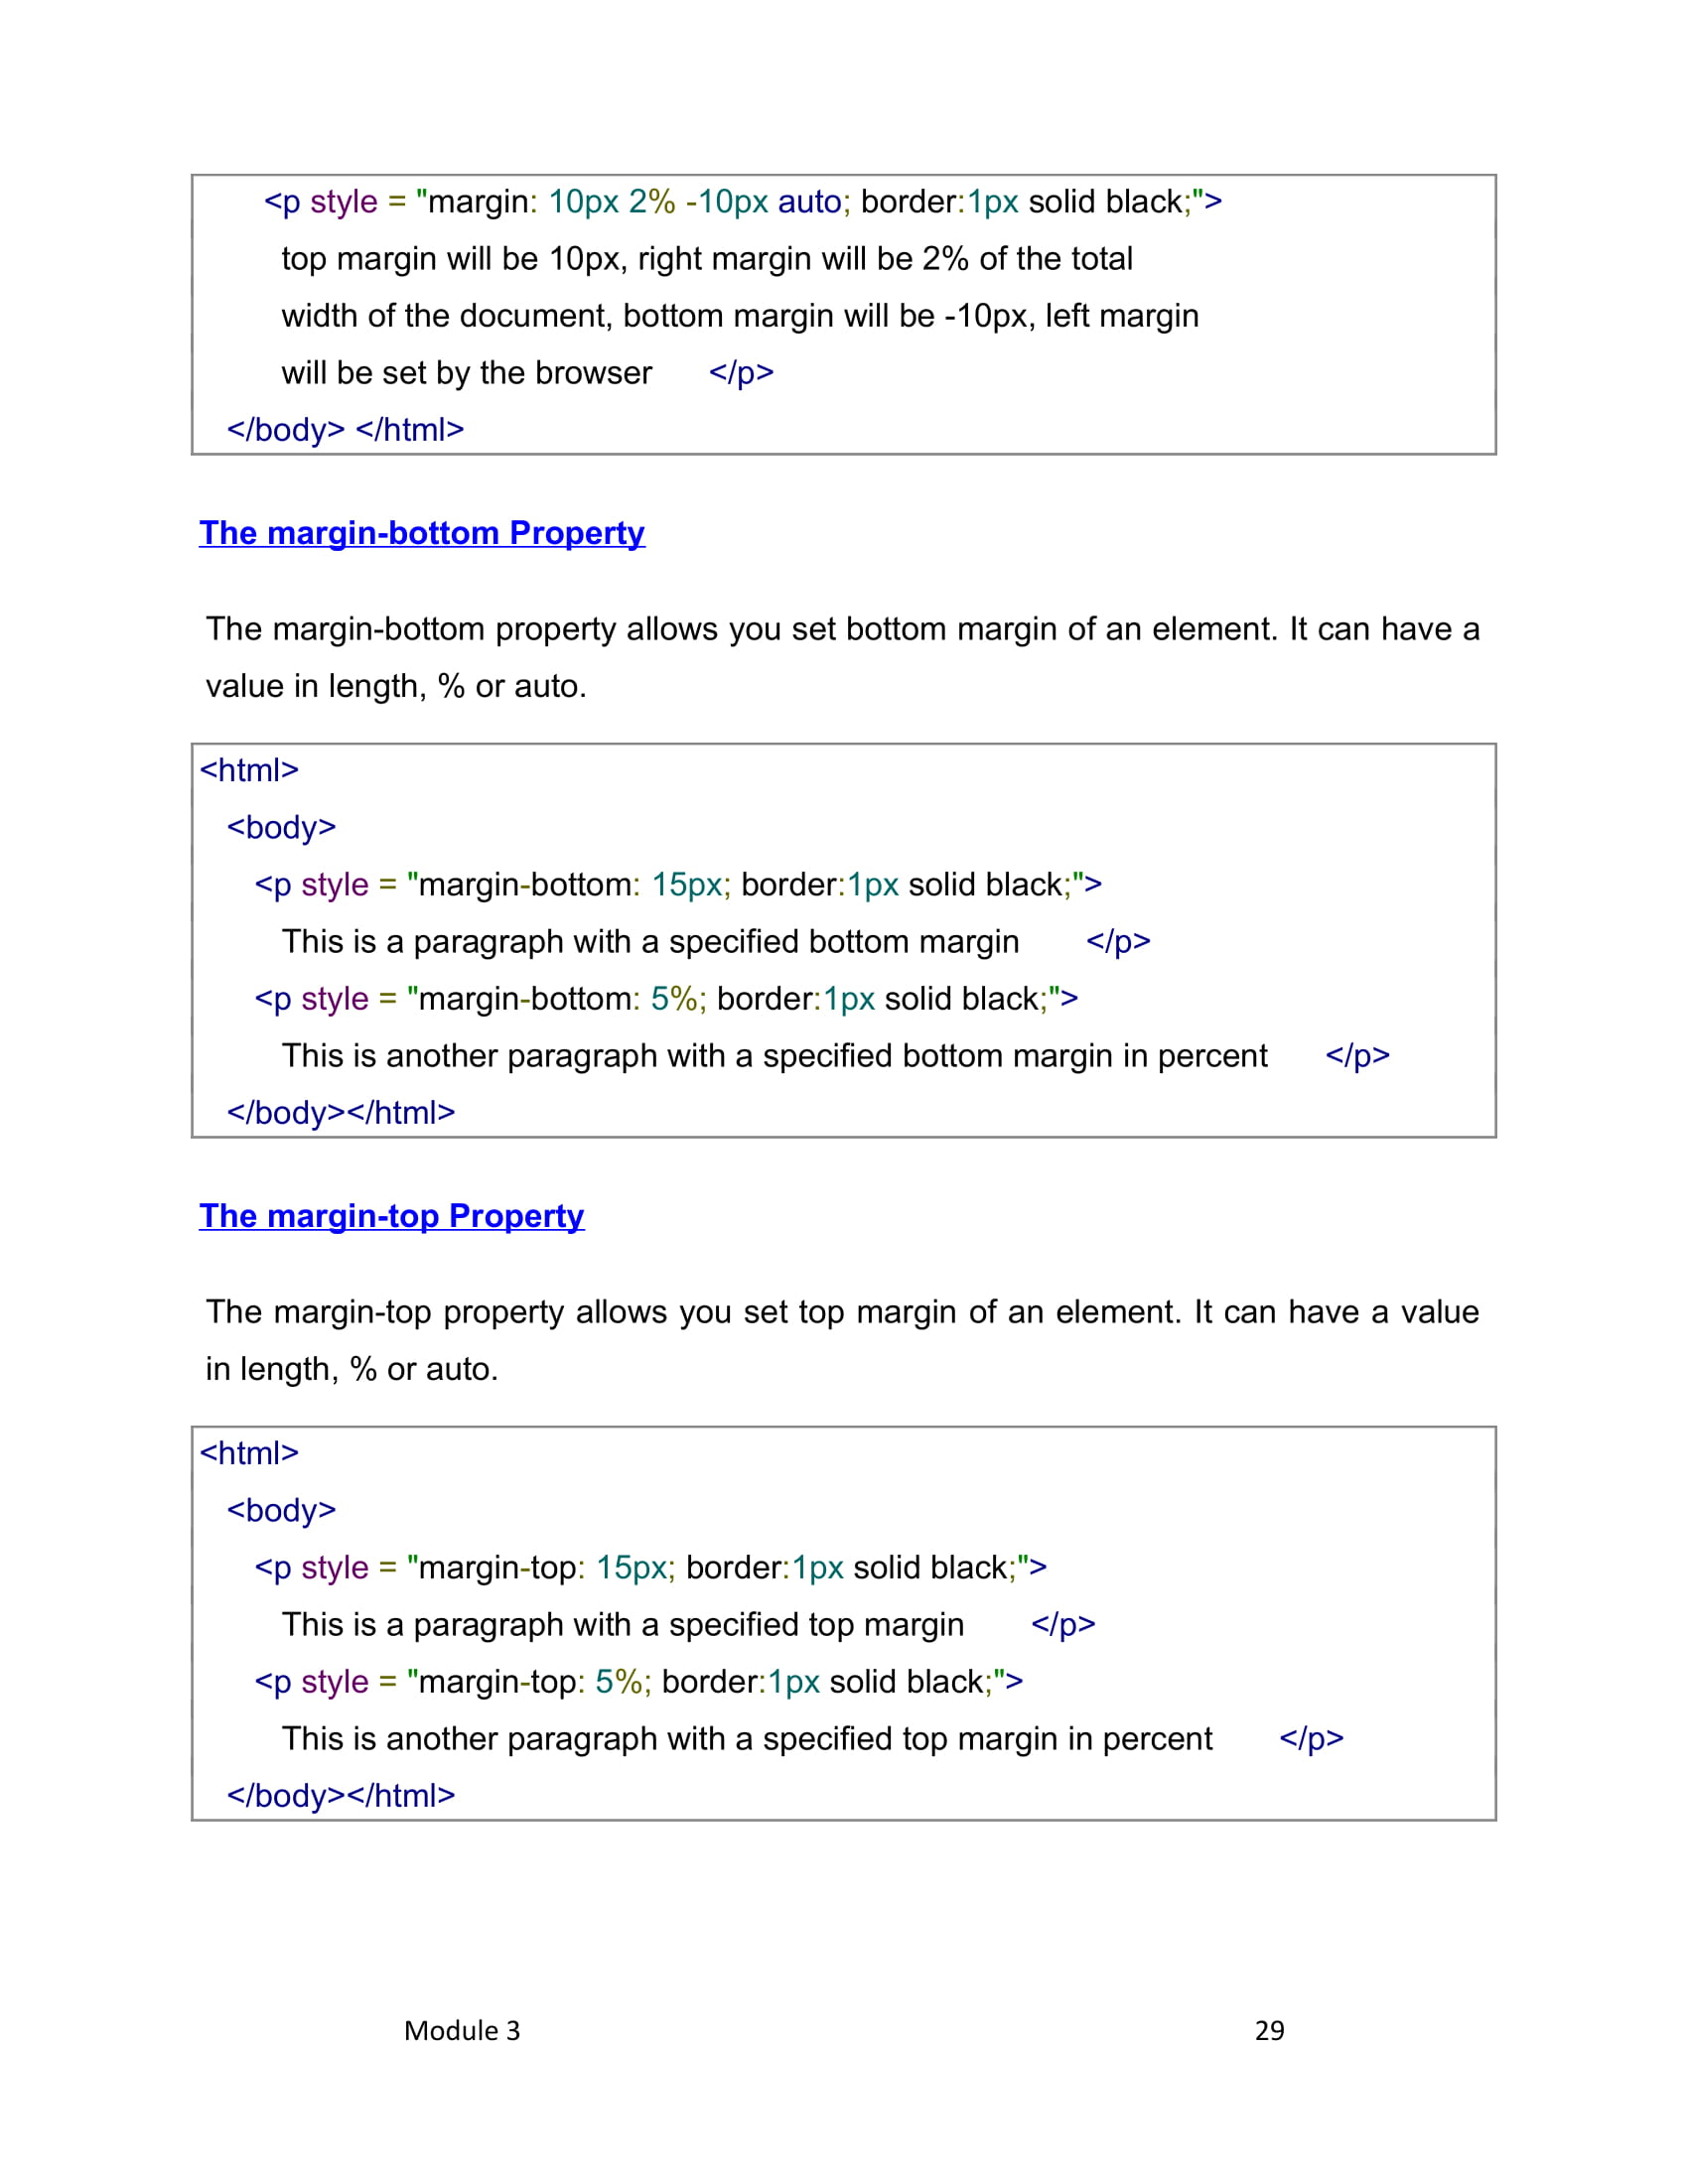 <p style = "margin: 10px 2% -10px auto; border:1px solid black;">
top margin will be 10px, right margin will be 2% of the total
width of the document, bottom margin will be -10px, left margin
will be set by the browser </p>
</body> </html>
The margin-bottom Property
The margin-bottom property allows you set bottom margin of an element. It can have a
value in length, % or auto.
<html>
<body>
<p style = "margin-bottom: 15px; border:1px solid black;">
This is a paragraph with a specified bottom margin </p>
<p style = "margin-bottom: 5%; border:1px solid black;">
This is another paragraph with a specified bottom margin in percent </p>
</body></html>
The margin-top Property
The margin-top property allows you set top margin of an element. It can have a value
in length, % or auto.
<html>
<body>
<p style = "margin-top: 15px; border:1px solid black;">
This is a paragraph with a specified top margin </p>
<p style = "margin-top: 5%; border:1px solid black;">
This is another paragraph with a specified top margin in percent </p>
</body></html>
Module 3 29